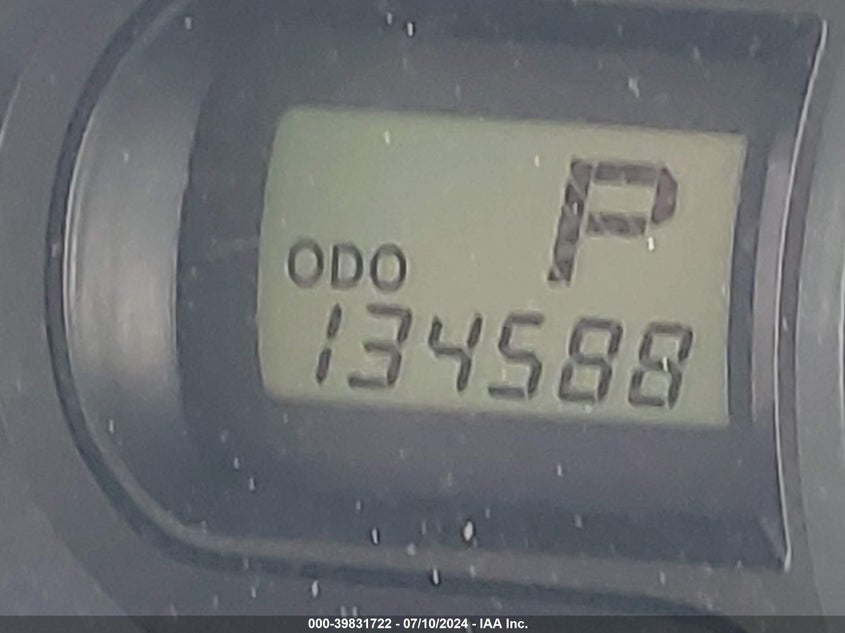 P
ODO
134588
000-39831722 - 07/10/2024 - IAA Inc.